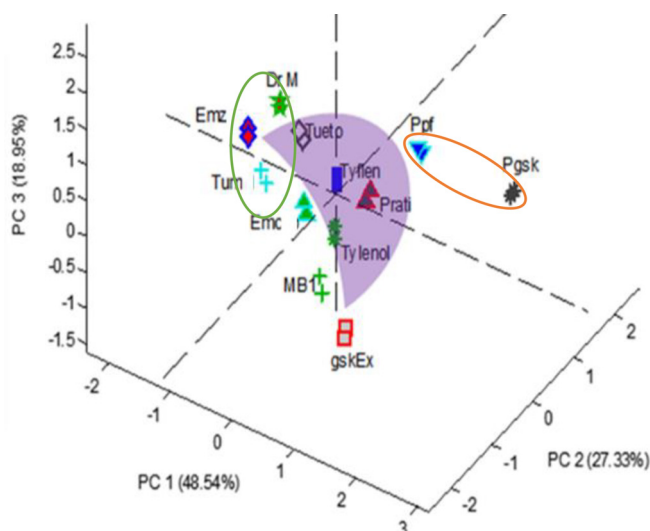 2.5
2
1.5
1
0.5
0
-0.5
-1
-1.5
PC 3 (18.95%)
Dr M
Emz
Tueto
Ppf
Pgsk
Tum
Tyflen
Prati
Emc
Tylenol
MB1
gskEx
-2
-1
0
1
2
3
PC 1 (48.54%)
2
1
0
-1
-2
PC 2 (27.33%)